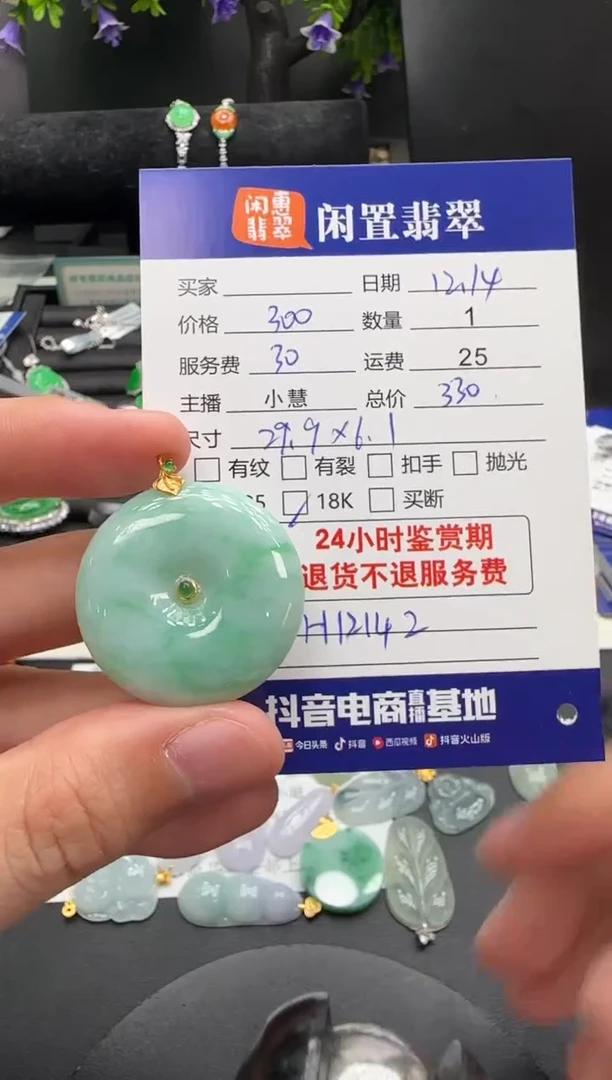 闲惠
翡翠
闲置翡翠
买家 日期 12.14
价格 300 数量 1
服务费 30 运费 25
主播 小慧 总价 330
尺寸 29.9×6.1
有纹 有裂 扣手 抛光
5 18K 买断
24小时鉴赏期
退货不退服务费
H12142
抖音电商直播基地
今日头条 抖音 西瓜视频 抖音火山版